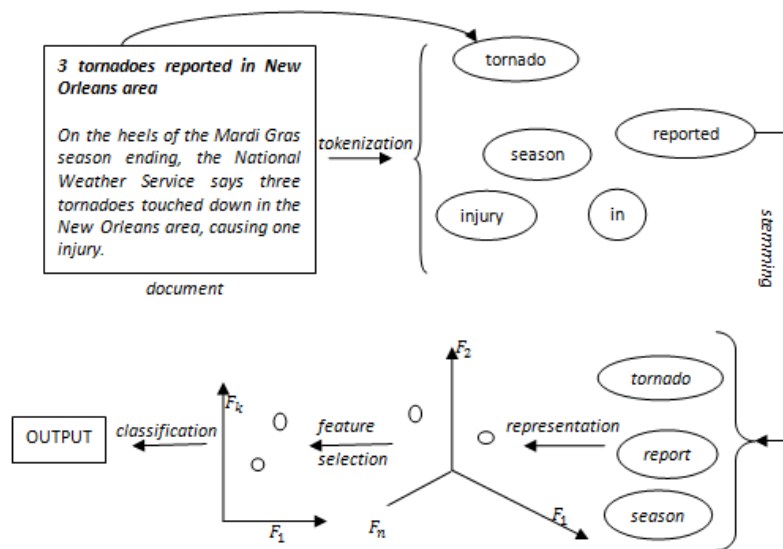 3 tornadoes reported in New
Orleans area
On the heels of the Mardi Gras
season ending, the National
Weather Service says three
tornadoes touched down in the
New Orleans area, causing one
injury.
document
tokenization
tornado
reported
season
injury
in
stemming
tornado
report
season
representation
F₂
F₁
Fₙ
feature
selection
Fₖ
F₁
classification
OUTPUT